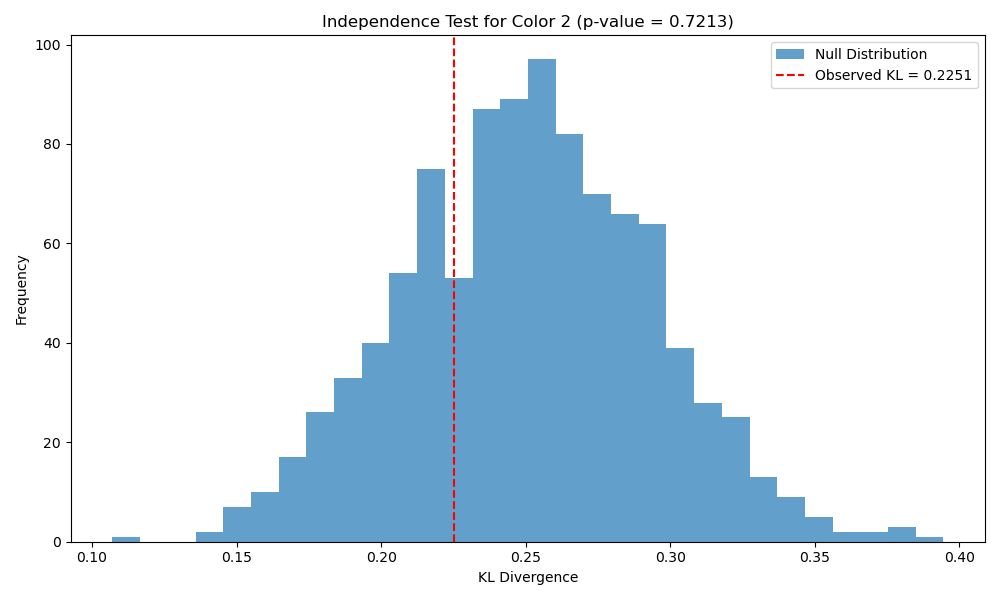 Independence Test for Color 2 (p-value = 0.7213)
Null Distribution
Observed KL = 0.2251
Frequency
100
80
60
40
20
0
0.10 0.15 0.20 0.25 0.30 0.35 0.40
KL Divergence